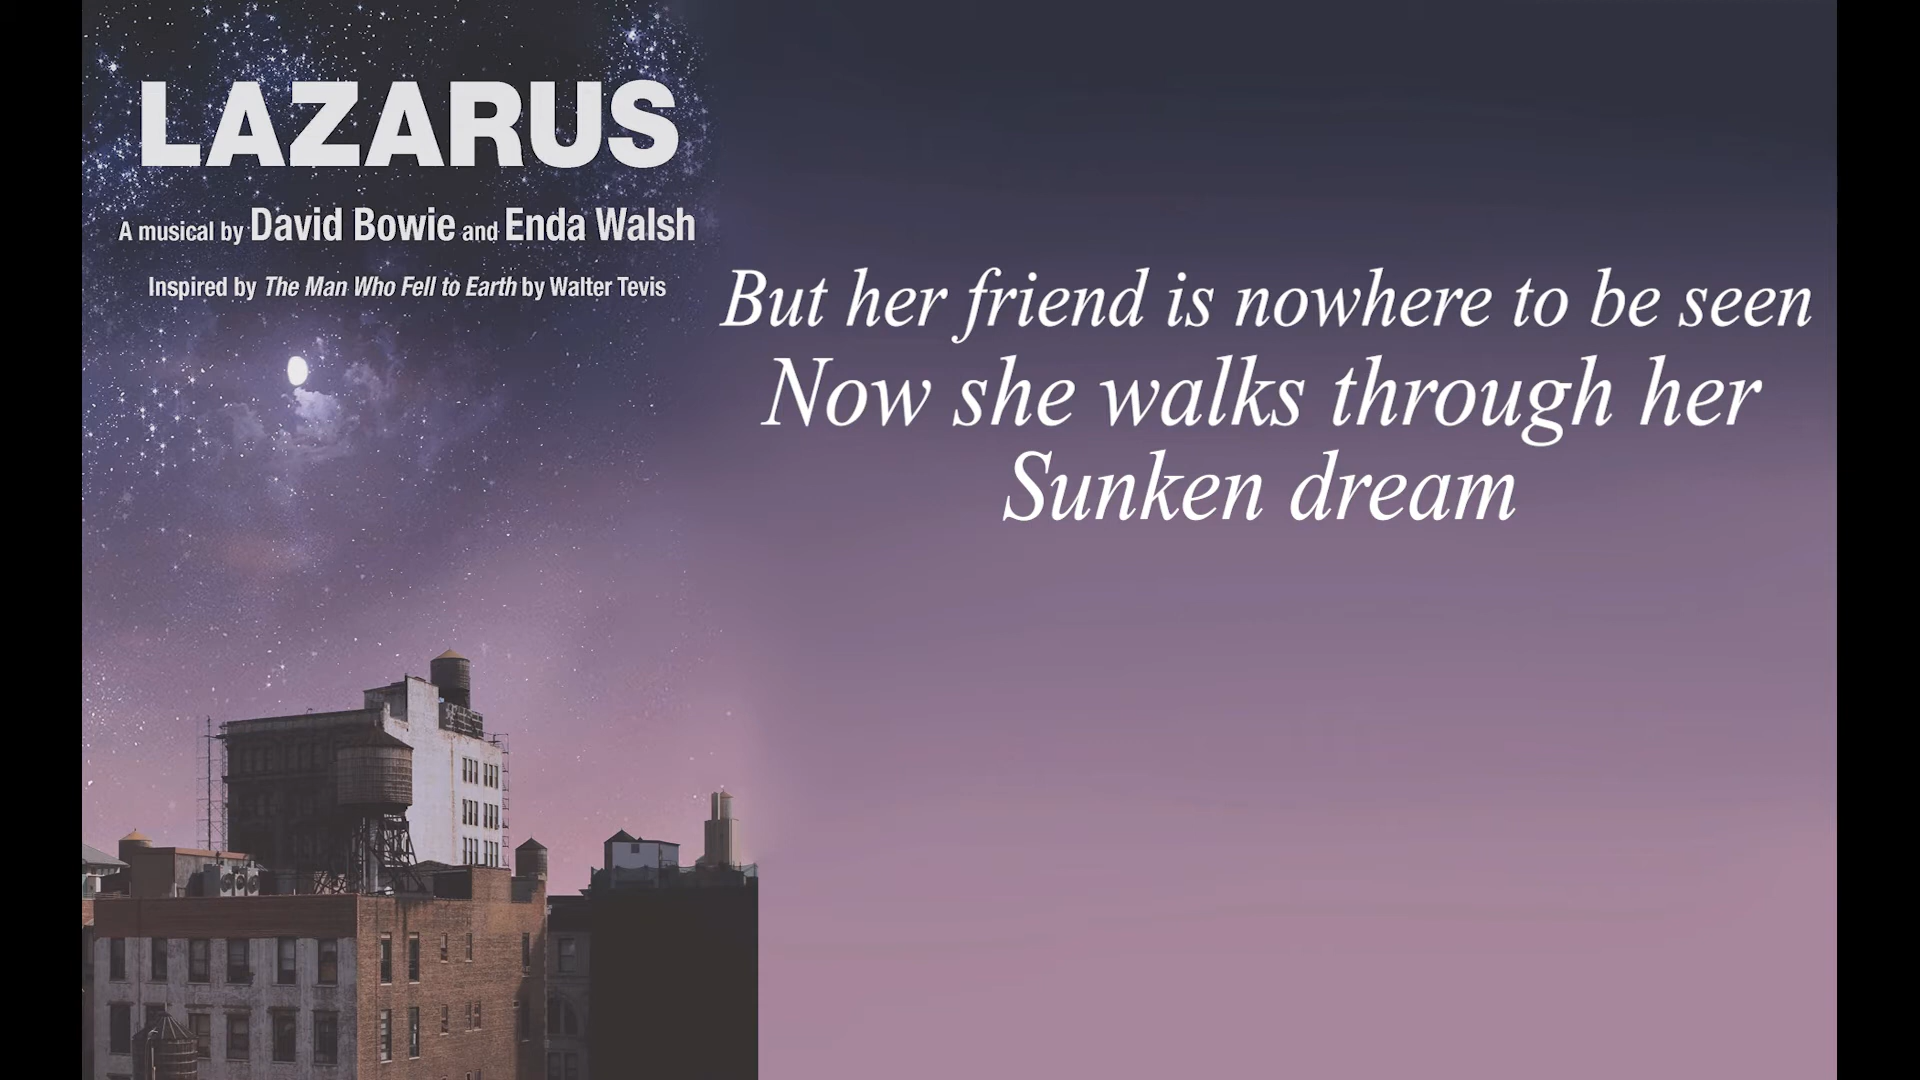 LAZARUS
A musical by David Bowie and Enda Walsh
Inspired by The Man Who Fell to Earth by Walter Tevis
But her friend is nowhere to be seen
Now she walks through her
Sunken dream